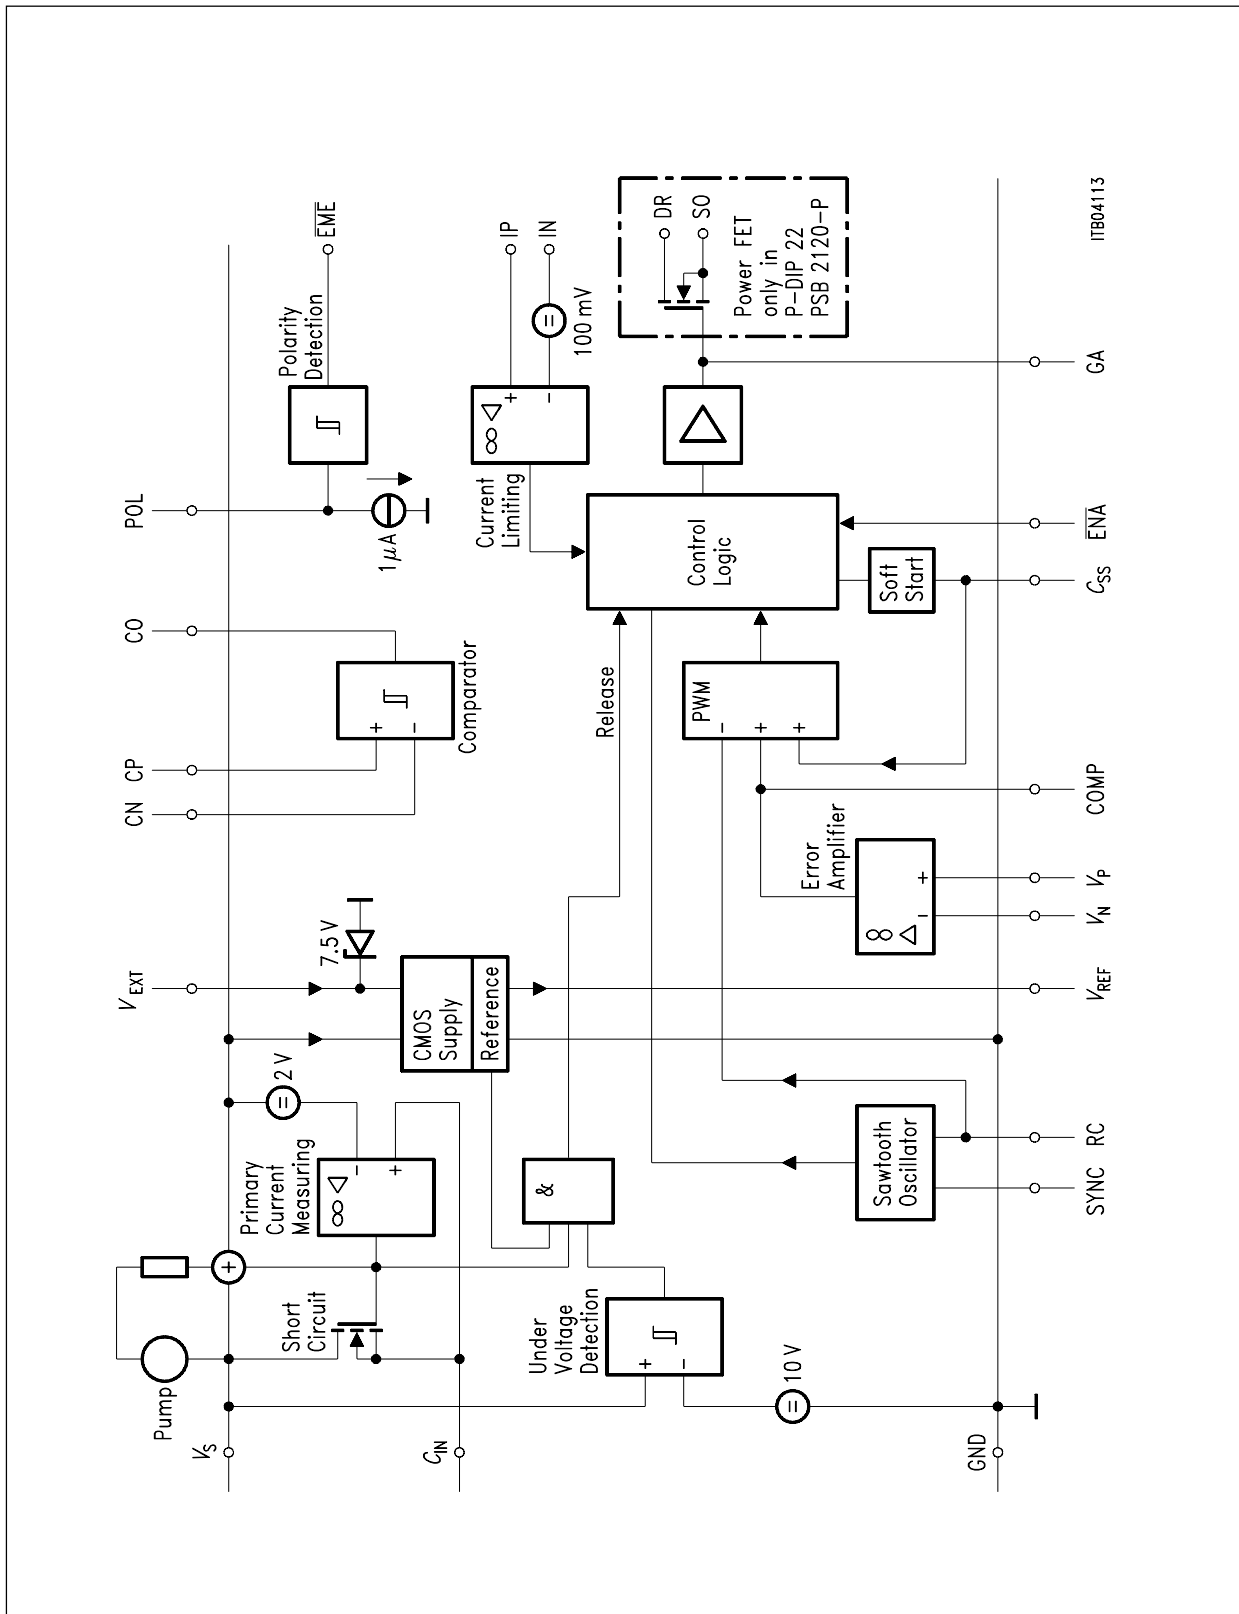 V_EXT
CN
CP
CO
POL
Pump
V_S
Short
Circuit
Primary
Current
Measuring
+
2 V
=
7.5 V
∞ ▷
−
+
CMOS
Supply
Reference
+
−
Comparator
1 μA
Polarity
Detection
EME
C_IN
Under
Voltage
Detection
+
−
&
Release
Current
Limiting
∞ ▷
+
−
IP
IN
=
100 mV
=
10 V
Sawtooth
Oscillator
Error
Amplifier
∞
▷
−
+
PWM
−
+
+
Control
Logic
Soft
Start
DR
SO
Power FET
only in
P-DIP 22
PSB 2120-P
GND
SYNC
RC
V_REF
V_N
V_P
COMP
C_SS
ENA
GA
ITB04113